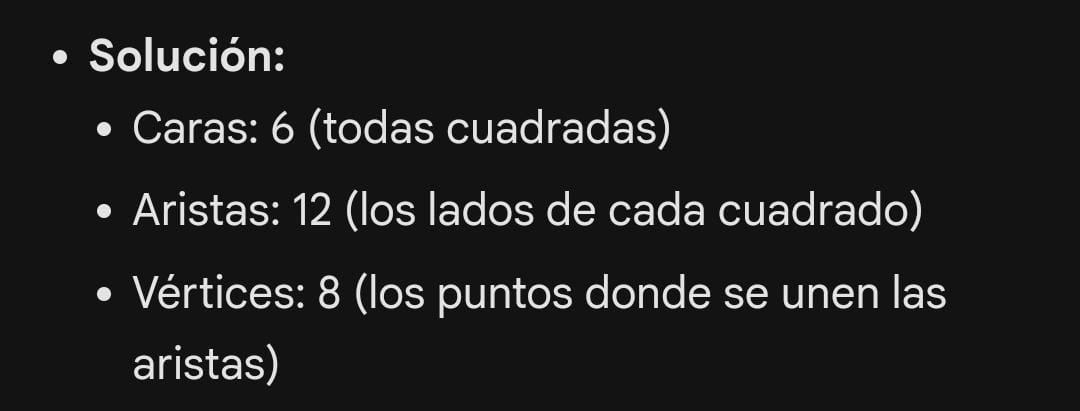 • Solución:
• Caras: 6 (todas cuadradas)
• Aristas: 12 (los lados de cada cuadrado)
• Vértices: 8 (los puntos donde se unen las
aristas)